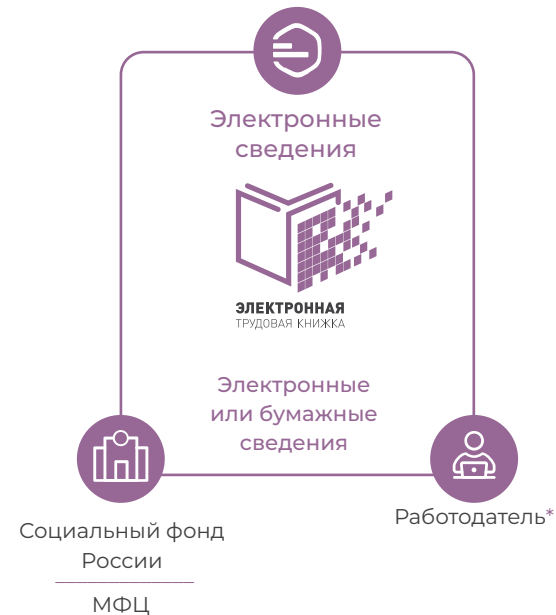 Электронные
сведения
ЭЛЕКТРОННАЯ
ТРУДОВАЯ КНИЖКА
Электронные
или бумажные
сведения
Социальный фонд
России
МФЦ
Работодатель*